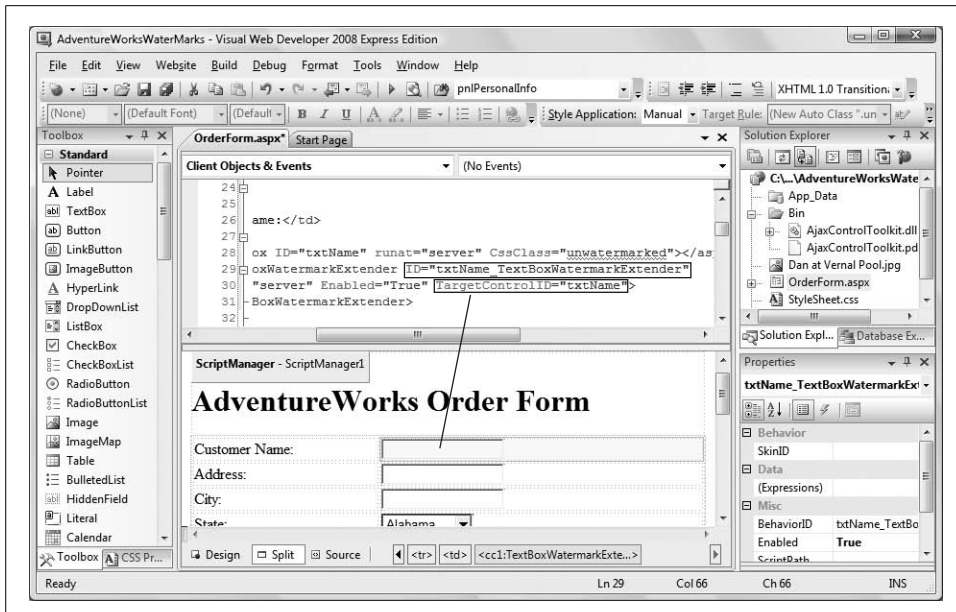 AdventureWorksWaterMarks - Visual Web Developer 2008 Express Edition
File Edit View Website Build Debug Format Tools Window Help
pnlPersonalInfo
XHTML 1.0 Transition:
(None) (Default Font) (Default B I U A
Style Application: Manual Target Rule: (New Auto Class ".un ab/
Toolbox
Standard
Pointer
A Label
abl TextBox
ab Button
ab LinkButton
ImageButton
A HyperLink
DropDownList
ListBox
CheckBox
CheckBoxList
RadioButton
RadioButtonList
Image
ImageMap
Table
BulletedList
abl HiddenField
Literal
Calendar
Toolbox CSS Pr...
OrderForm.aspx* Start Page
Client Objects & Events (No Events)
24
25
26 ame:</td>
27
28 ox ID="txtName" runat="server" CssClass="unwatermarked"></as
29 oxWatermarkExtender ID="txtName_TextBoxWatermarkExtender"
30 "server" Enabled="True" TargetControlID="txtName">
31 BoxWatermarkExtender>
32
ScriptManager - ScriptManager1
AdventureWorks Order Form
Customer Name:
Address:
City:
State: Alabama
Design Split Source <tr> <td> <cc1:TextBoxWatermarkExte...>
Solution Explorer
C:\...\AdventureWorksWate
App_Data
Bin
AjaxControlToolkit.dll
AjaxControlToolkit.pd
Dan at Vernal Pool.jpg
OrderForm.aspx
StyleSheet.css
Solution Expl... Database Ex...
Properties
txtName_TextBoxWatermarkExt
Behavior
SkinID
Data
(Expressions)
Misc
BehaviorID txtName_TextBo
Enabled True
ScriptPath
Ready Ln 29 Col 66 Ch 66 INS